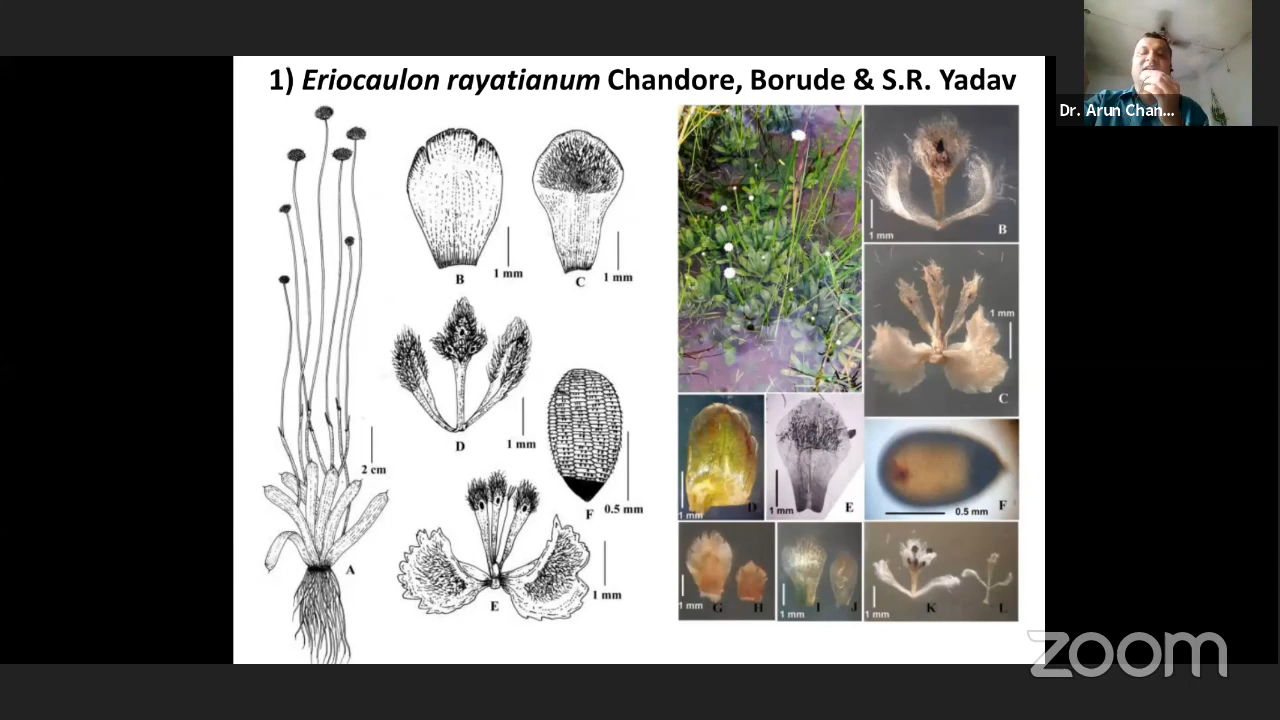 1) Eriocaulon rayatianum Chandore, Borude & S.R. Yadav
Dr. Arun Chan...
B
1 mm
C
1 mm
D
1 mm
F
0.5 mm
2 cm
A
E
1 mm
1 mm
B
1 mm
C
1 mm
D
1 mm
E
0.5 mm
F
1 mm
G
H
1 mm
I
J
1 mm
K
L
zoom